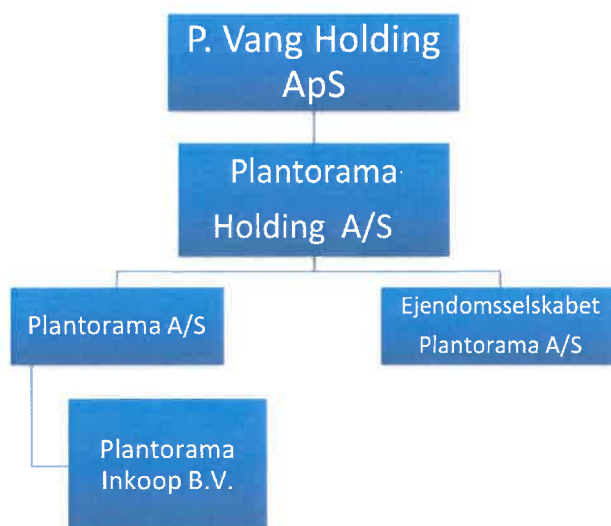 P. Vang Holding
ApS
Plantorama
Holding A/S
Plantorama A/S
Ejendomsselskabet
Plantorama A/S
Plantorama
Inkoop B.V.